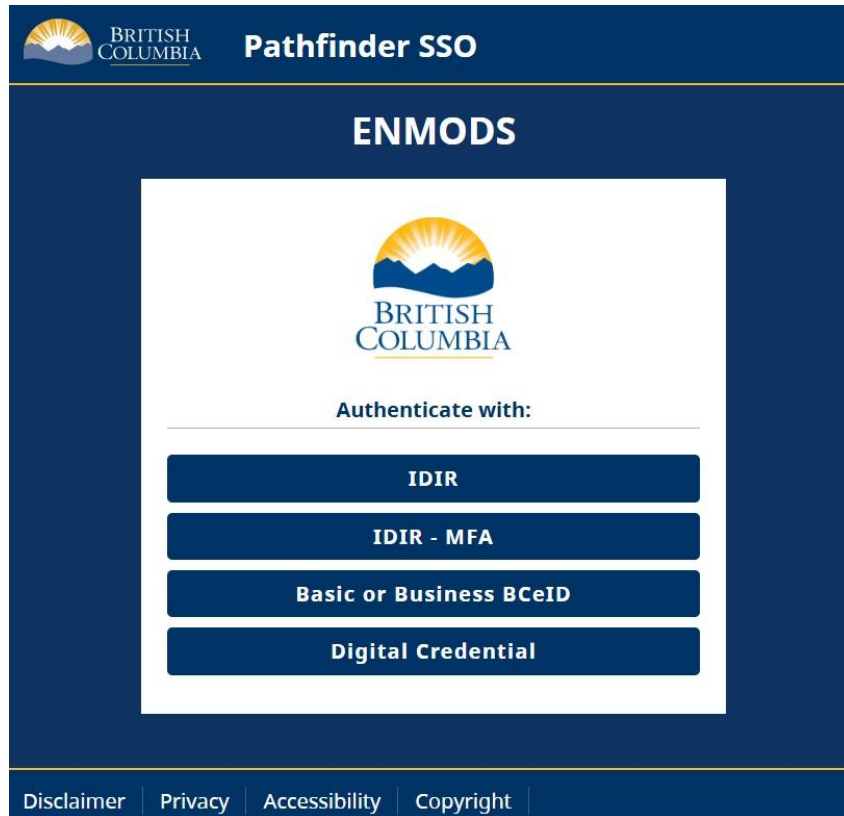 BRITISH
COLUMBIA
Pathfinder SSO
ENMODS
BRITISH
COLUMBIA
Authenticate with:
IDIR
IDIR - MFA
Basic or Business BCeID
Digital Credential
Disclaimer Privacy Accessibility Copyright